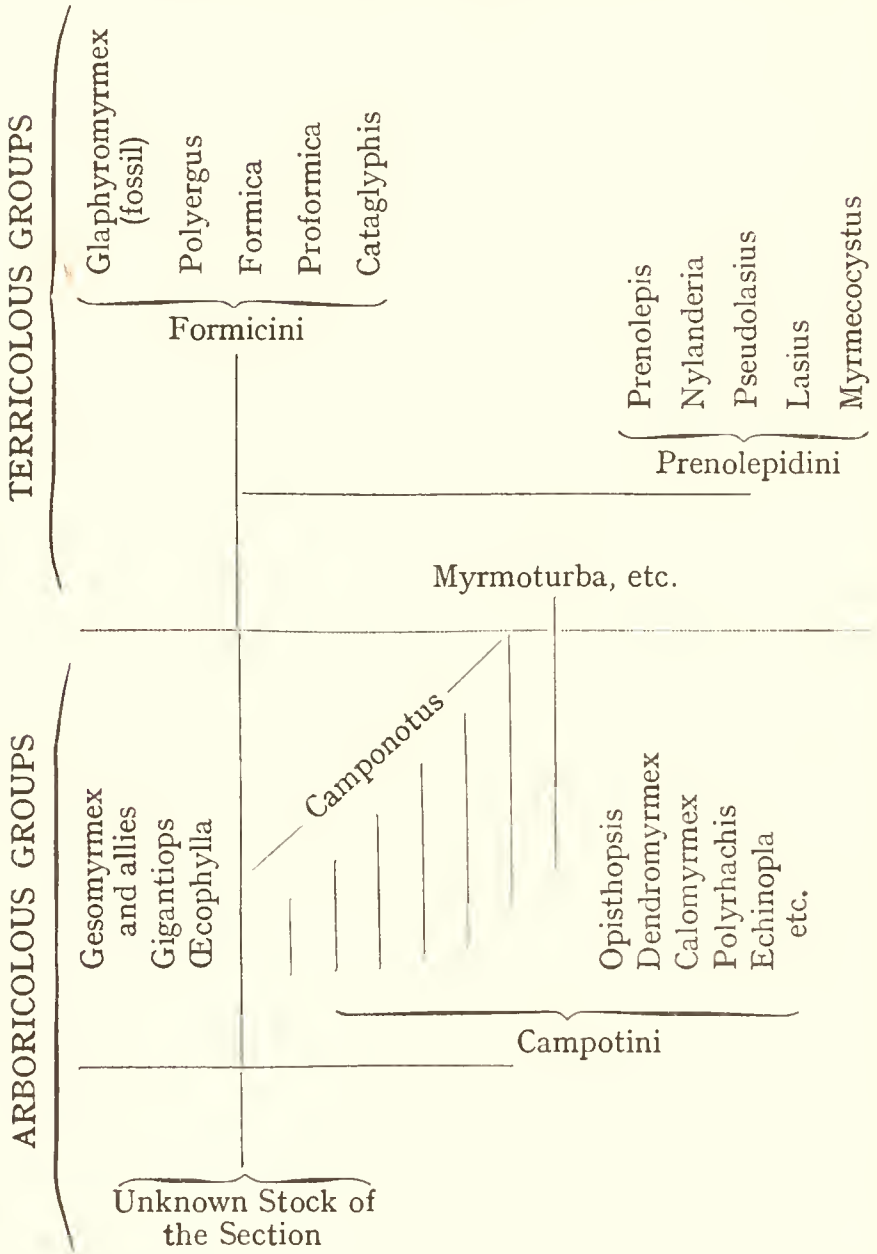 TERRICOLOUS GROUPS
Glaphyromyrmex
(fossil)
Polyergus
Formica
Proformica
Cataglyphis
Formicini
Prenolepis
Nylanderia
Pseudolasius
Lasius
Myrmecocystus
Prenolepidini
Myrmoturba, etc.
ARBORICOLOUS GROUPS
Gesomyrmex
and allies
Gigantiops
Œcophylla
Camponotus
Opisthopsis
Dendromyrmex
Calomyrmex
Polyrhachis
Echinopla
etc.
Campotini
Unknown Stock of
the Section